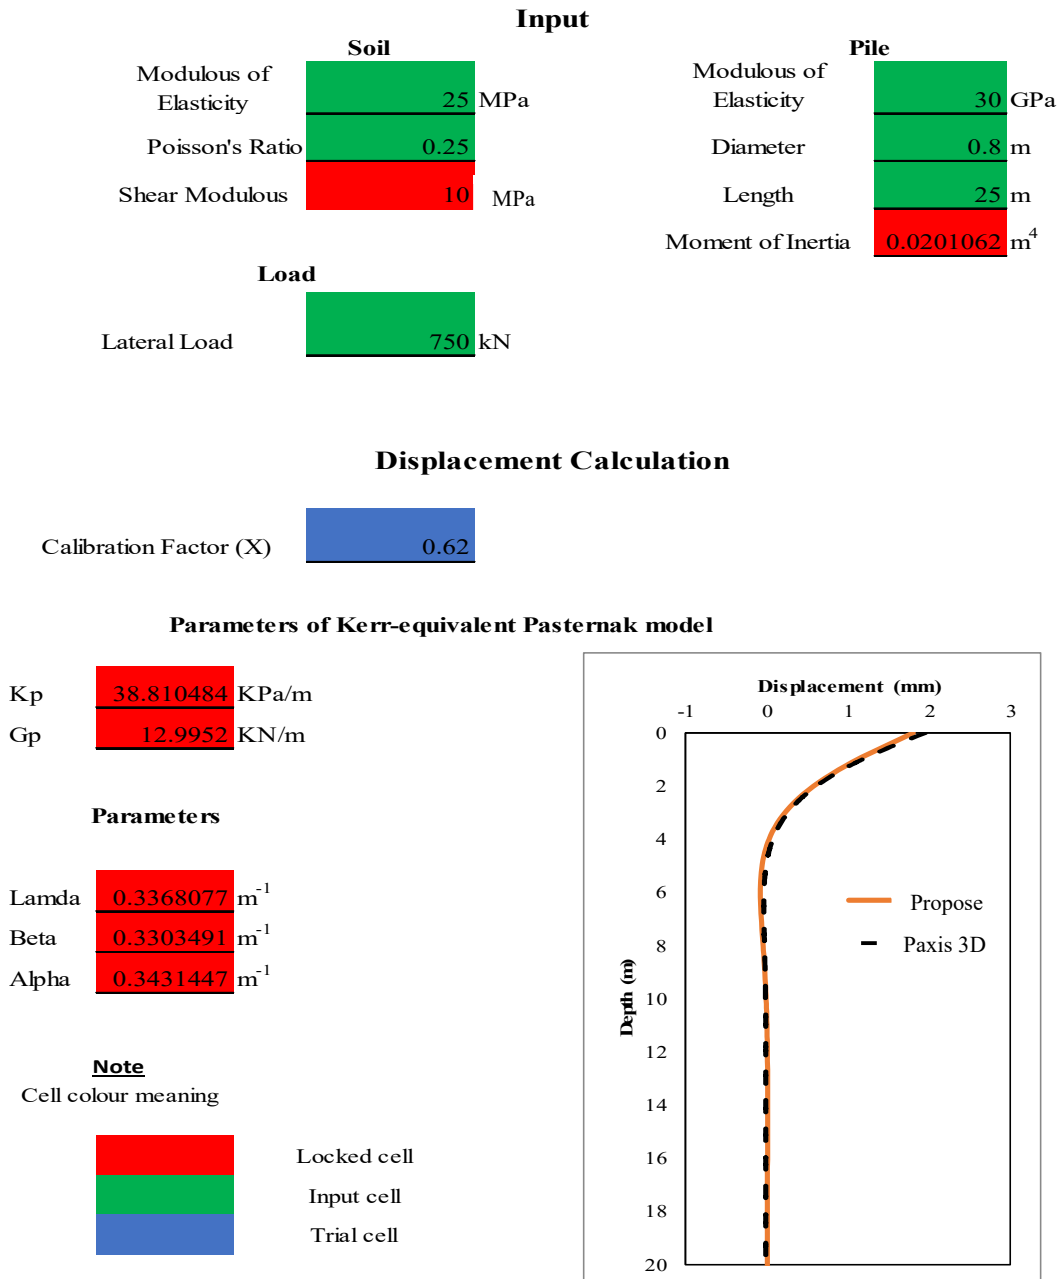 Input
Soil
Modulous of
Elasticity
25 MPa
Poisson's Ratio 0.25
Shear Modulous 10 MPa
Pile
Modulous of
Elasticity
30 GPa
Diameter 0.8 m
Length 25 m
Moment of Inertia 0.0201062 m⁴
Load
Lateral Load 750 kN
Displacement Calculation
Calibration Factor (X) 0.62
Parameters of Kerr-equivalent Pasternak model
Kp 38.810484 KPa/m
Gp 12.9952 KN/m
Parameters
Lamda 0.3368077 m⁻¹
Beta 0.3303491 m⁻¹
Alpha 0.3431447 m⁻¹
Note
Cell colour meaning
Locked cell
Input cell
Trial cell
Displacement (mm)
-1 0 1 2 3
0
2
4
6
8
10
12
14
16
18
20
Depth (m)
Propose
Paxis 3D